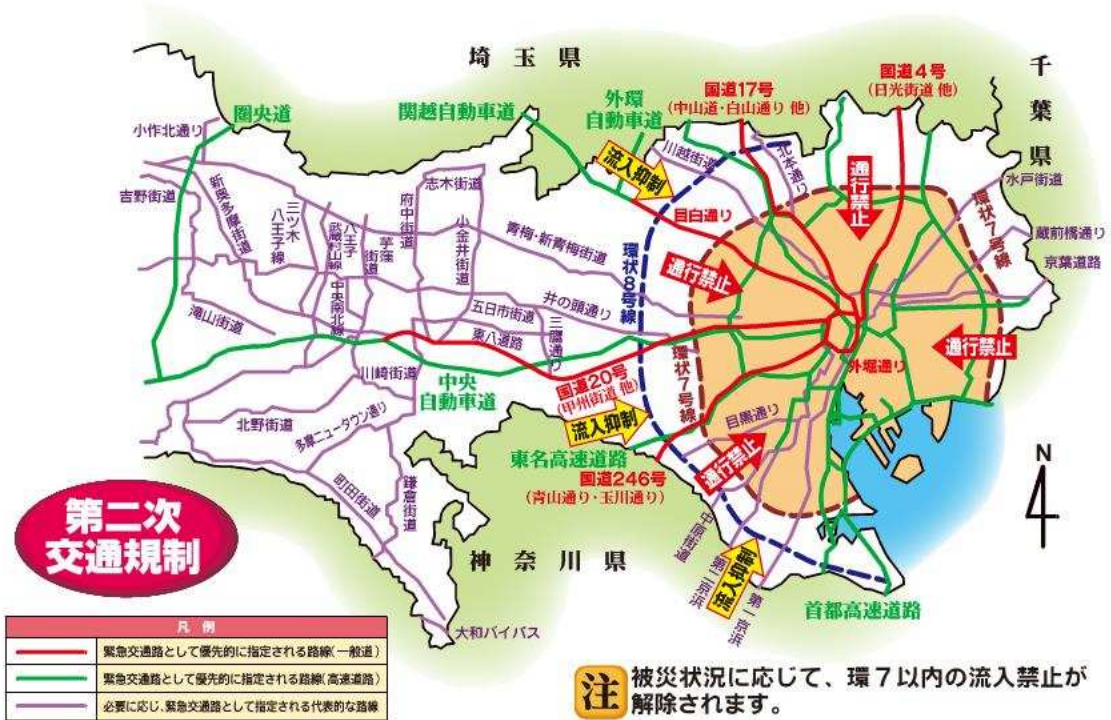 埼玉県
千葉県
神奈川県
国道4号
(日光街道 他)
国道17号
(中山道・白山通り 他)
外環
自動車道
関越自動車道
圏央道
小作北通り
吉野街道
新奥多摩街道
三ツ木
八王子線
八王子
武蔵村山線
芋窪
街道
府中街道
志木街道
小金井街道
青梅・新青梅街道
川越街道
北本通り
水戸街道
蔵前橋通り
京葉道路
環状7号線
環状8号線
目白通り
流入抑制
通行禁止
通行禁止
通行禁止
通行禁止
井の頭通り
五日市街道
東八道路
三鷹通り
中央南北線
滝山街道
川崎街道
中央
自動車道
国道20号
(甲州街道 他)
流入抑制
環状7号線
外堀通り
目黒通り
北野街道
多摩ニュータウン通り
町田街道
鎌倉街道
東名高速道路
国道246号
(青山通り・玉川通り)
中原街道
第二京浜
第一京浜
流入抑制
首都高速道路
大和バイパス
N
第二次
交通規制
凡例
緊急交通路として優先的に指定される路線(一般道)
緊急交通路として優先的に指定される路線(高速道路)
必要に応じ、緊急交通路として指定される代表的な路線
注 被災状況に応じて、環7以内の流入禁止が
解除されます。